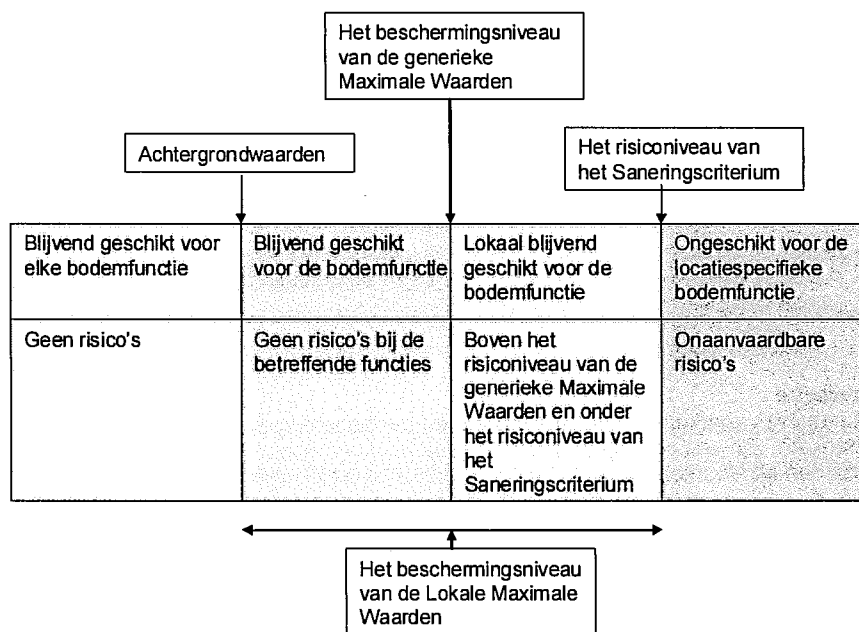 Het beschermingsniveau
van de generieke
Maximale Waarden
Achtergrondwaarden
Het risiconiveau van
het Saneringscriterium
Blijvend geschikt voor
elke bodemfunctie
Blijvend geschikt
voor de bodemfunctie
Lokaal blijvend
geschikt voor de
bodemfunctie
Ongeschikt voor de
locatiespecifieke
bodemfunctie
Geen risico's
Geen risico's bij de
betreffende functies
Boven het
risiconiveau van de
generieke Maximale
Waarden en onder
het risiconiveau van
het
Saneringscriterium
Onaanvaardbare
risico's
Het beschermingsniveau
van de Lokale Maximale
Waarden